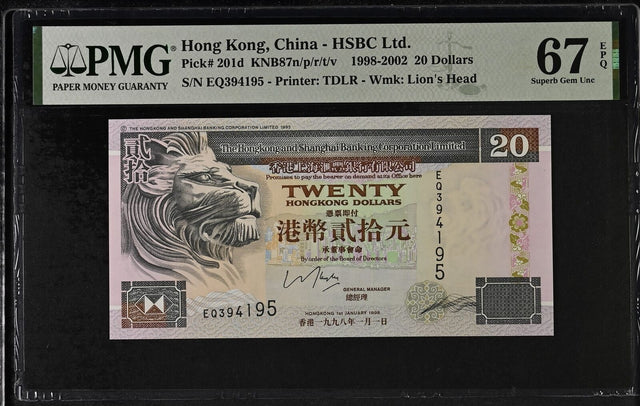 PMG
PAPER MONEY GUARANTY
Hong Kong, China - HSBC Ltd.
Pick# 201d KNB87n/p/r/t/v 1998-2002 20 Dollars
S/N EQ394195 - Printer: TDLR - Wmk: Lion's Head
67 EPQ
Superb Gem Unc
© THE HONGKONG AND SHANGHAI BANKING CORPORATION LIMITED 1993
貳拾
The Hongkong and Shanghai Banking Corporation Limited
20
香港上海滙豐銀行有限公司
Promises to pay the bearer on demand at its Office here
TWENTY
HONGKONG DOLLARS
憑票即付
港幣貳拾元
承董事會命
By order of the Board of Directors
EQ394195
GENERAL MANAGER
總經理
EQ394195
HONGKONG 1st JANUARY 1998
香港一九九八年一月一日